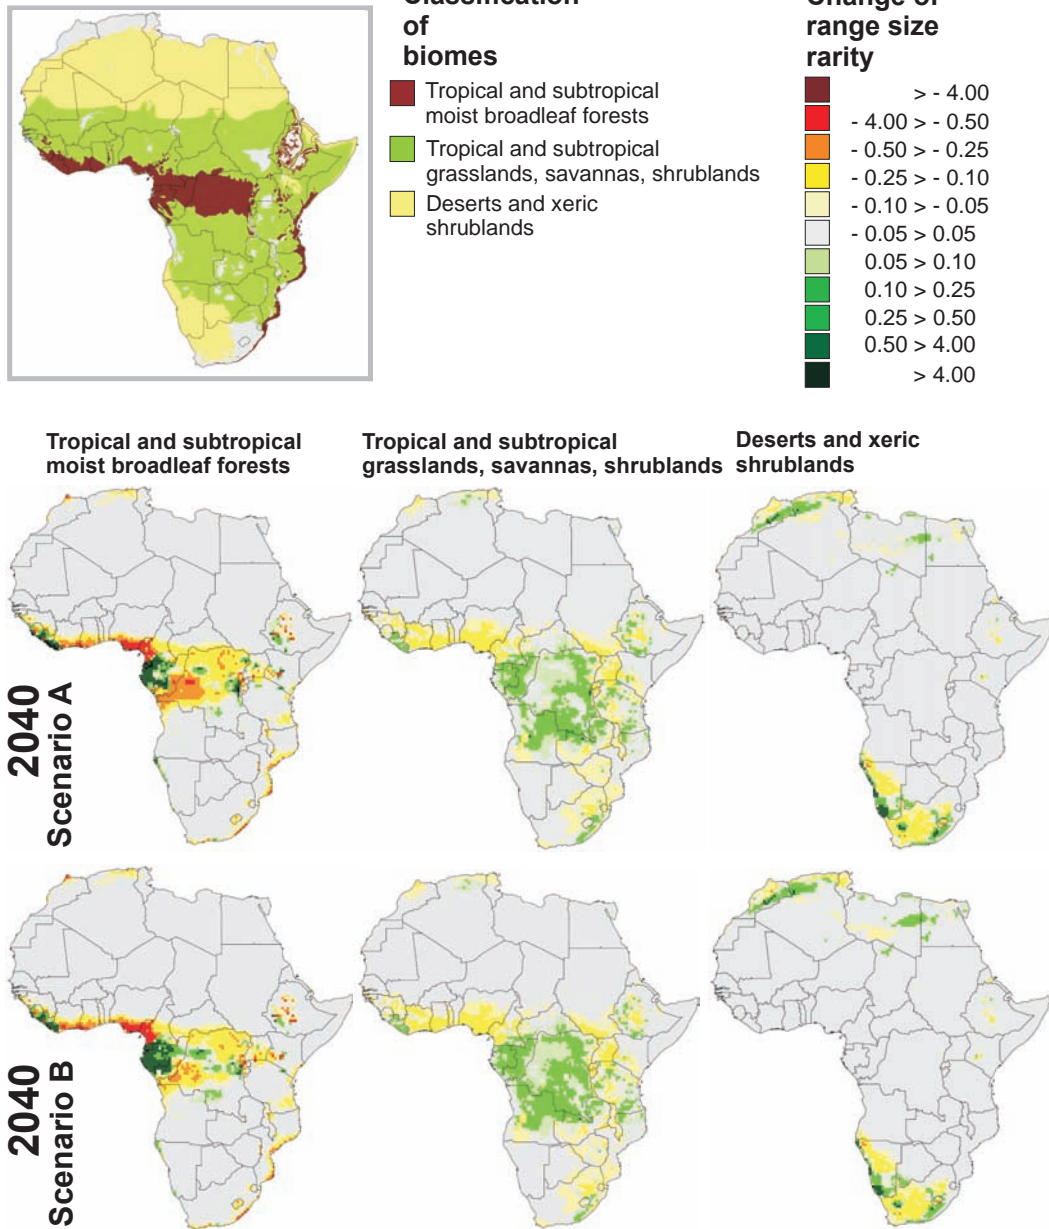 Classification
of
biomes
Tropical and subtropical
moist broadleaf forests
Tropical and subtropical
grasslands, savannas, shrublands
Deserts and xeric
shrublands
Change of
range size
rarity
> - 4.00
- 4.00 > - 0.50
- 0.50 > - 0.25
- 0.25 > - 0.10
- 0.10 > - 0.05
- 0.05 > 0.05
0.05 > 0.10
0.10 > 0.25
0.25 > 0.50
0.50 > 4.00
> 4.00
Tropical and subtropical
moist broadleaf forests
Tropical and subtropical
grasslands, savannas, shrublands
Deserts and xeric
shrublands
2040
Scenario A
2040
Scenario B